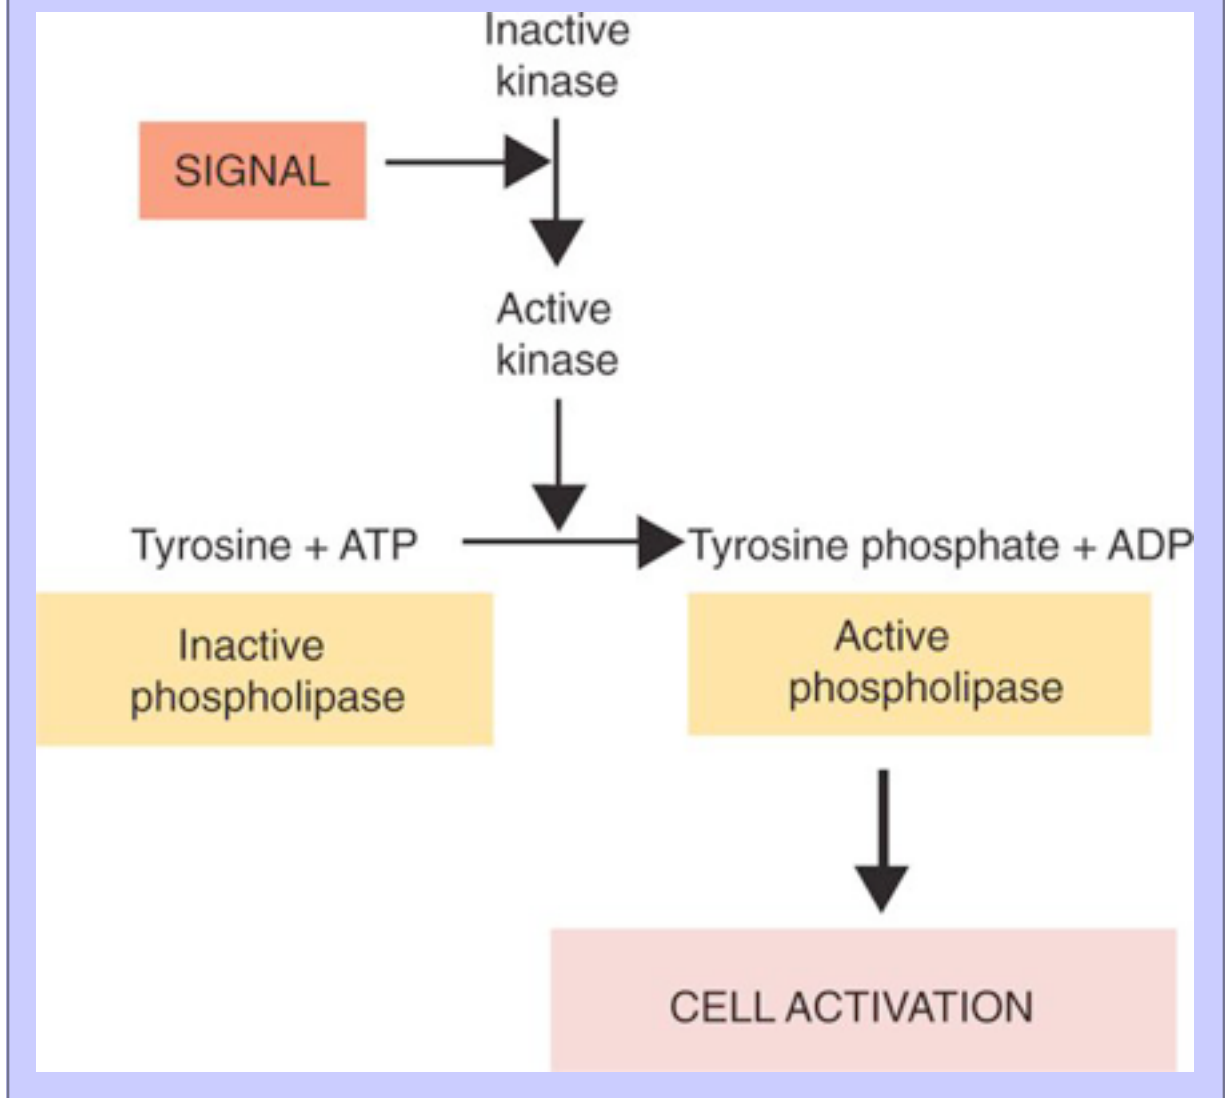 Inactive
kinase
SIGNAL
Active
kinase
Tyrosine + ATP
Tyrosine phosphate + ADP
Inactive
phospholipase
Active
phospholipase
CELL ACTIVATION